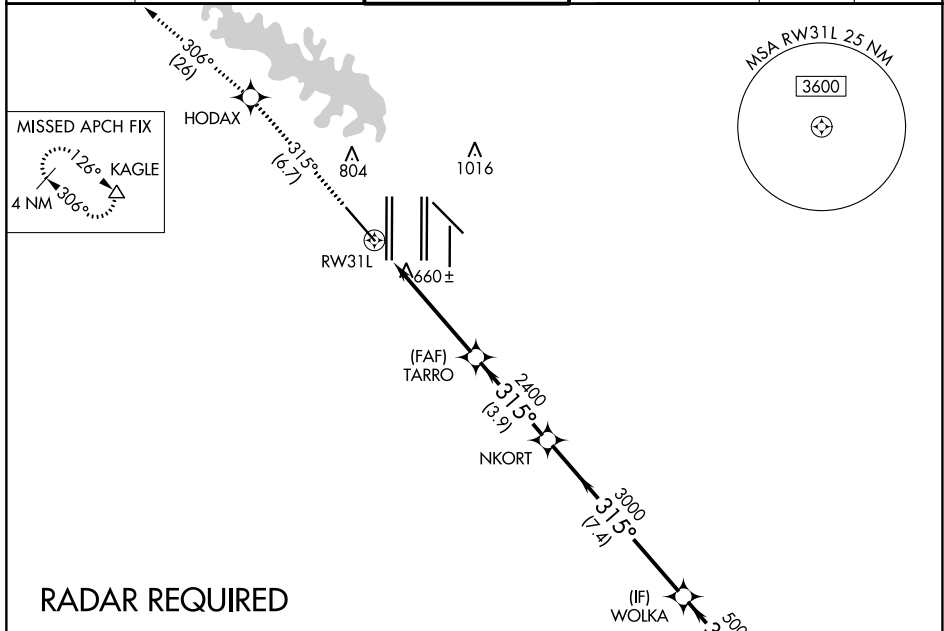 306°
(26)
HODAX
MSA RW31L 25 NM
3600
MISSED APCH FIX
126°
KAGLE
4 NM
306°
315°
(6.7)
804
1016
RW31L
660±
(FAF)
TARRO
2400
315°
(3.9)
NKORT
3000
315°
(7.4)
(IF)
WOLKA
RADAR REQUIRED